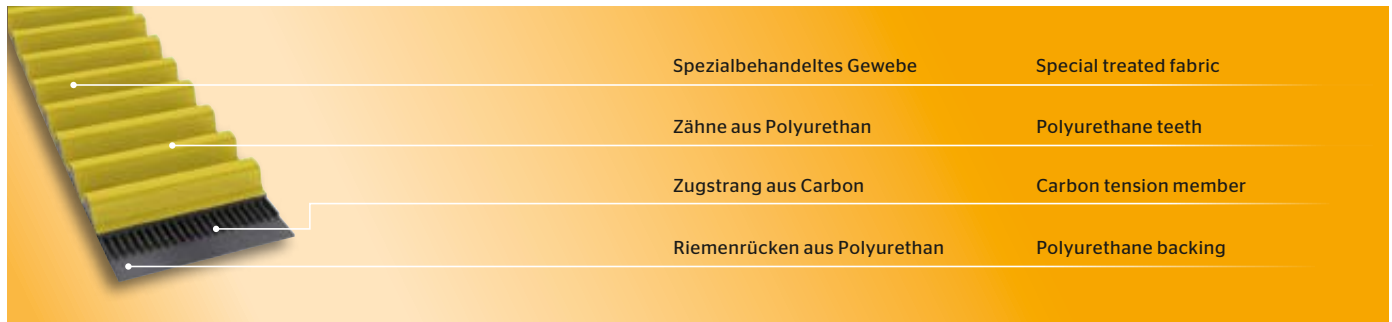 Spezialbehandeltes Gewebe Special treated fabric
Zähne aus Polyurethan Polyurethane teeth
Zugstrang aus Carbon Carbon tension member
Riemenrücken aus Polyurethan Polyurethane backing